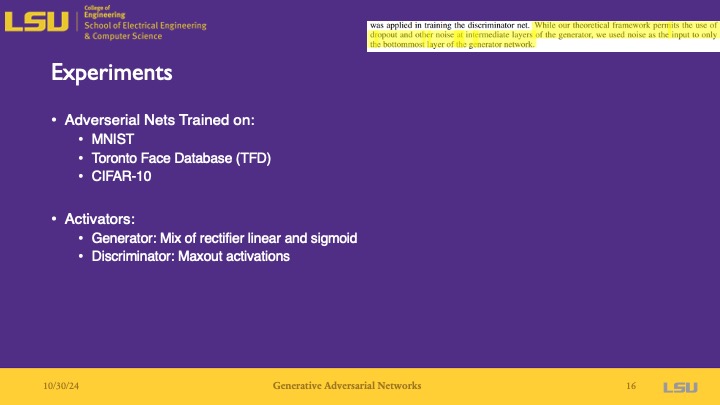 LSU
College of
Engineering
School of Electrical Engineering
& Computer Science
was applied in training the discriminator net. While our theoretical framework permits the use of
dropout and other noise at intermediate layers of the generator, we used noise as the input to only
the bottommost layer of the generator network.
Experiments
• Adverserial Nets Trained on:
• MNIST
• Toronto Face Database (TFD)
• CIFAR-10
• Activators:
• Generator: Mix of rectifier linear and sigmoid
• Discriminator: Maxout activations
10/30/24 Generative Adversarial Networks 16 LSU